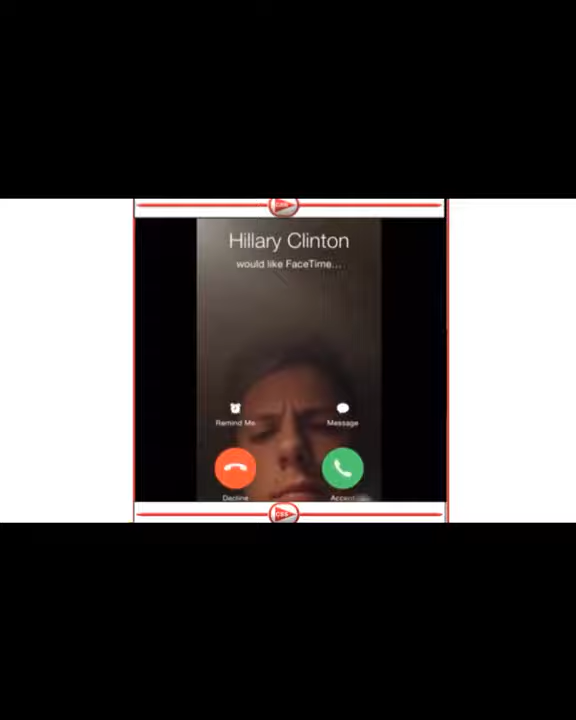 Hillary Clinton
would like FaceTime...
Remind Me
Message
Decline
Accept